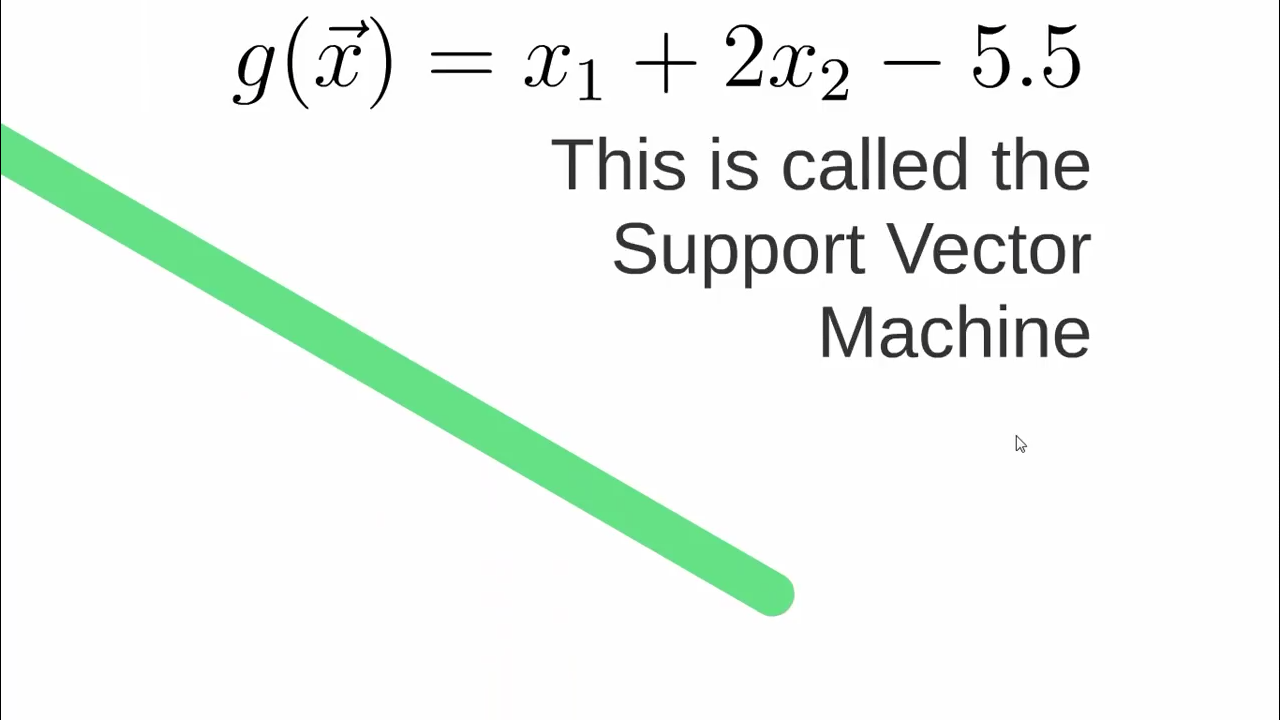 g(x⃗) = x₁ + 2x₂ − 5.5
This is called the
Support Vector
Machine